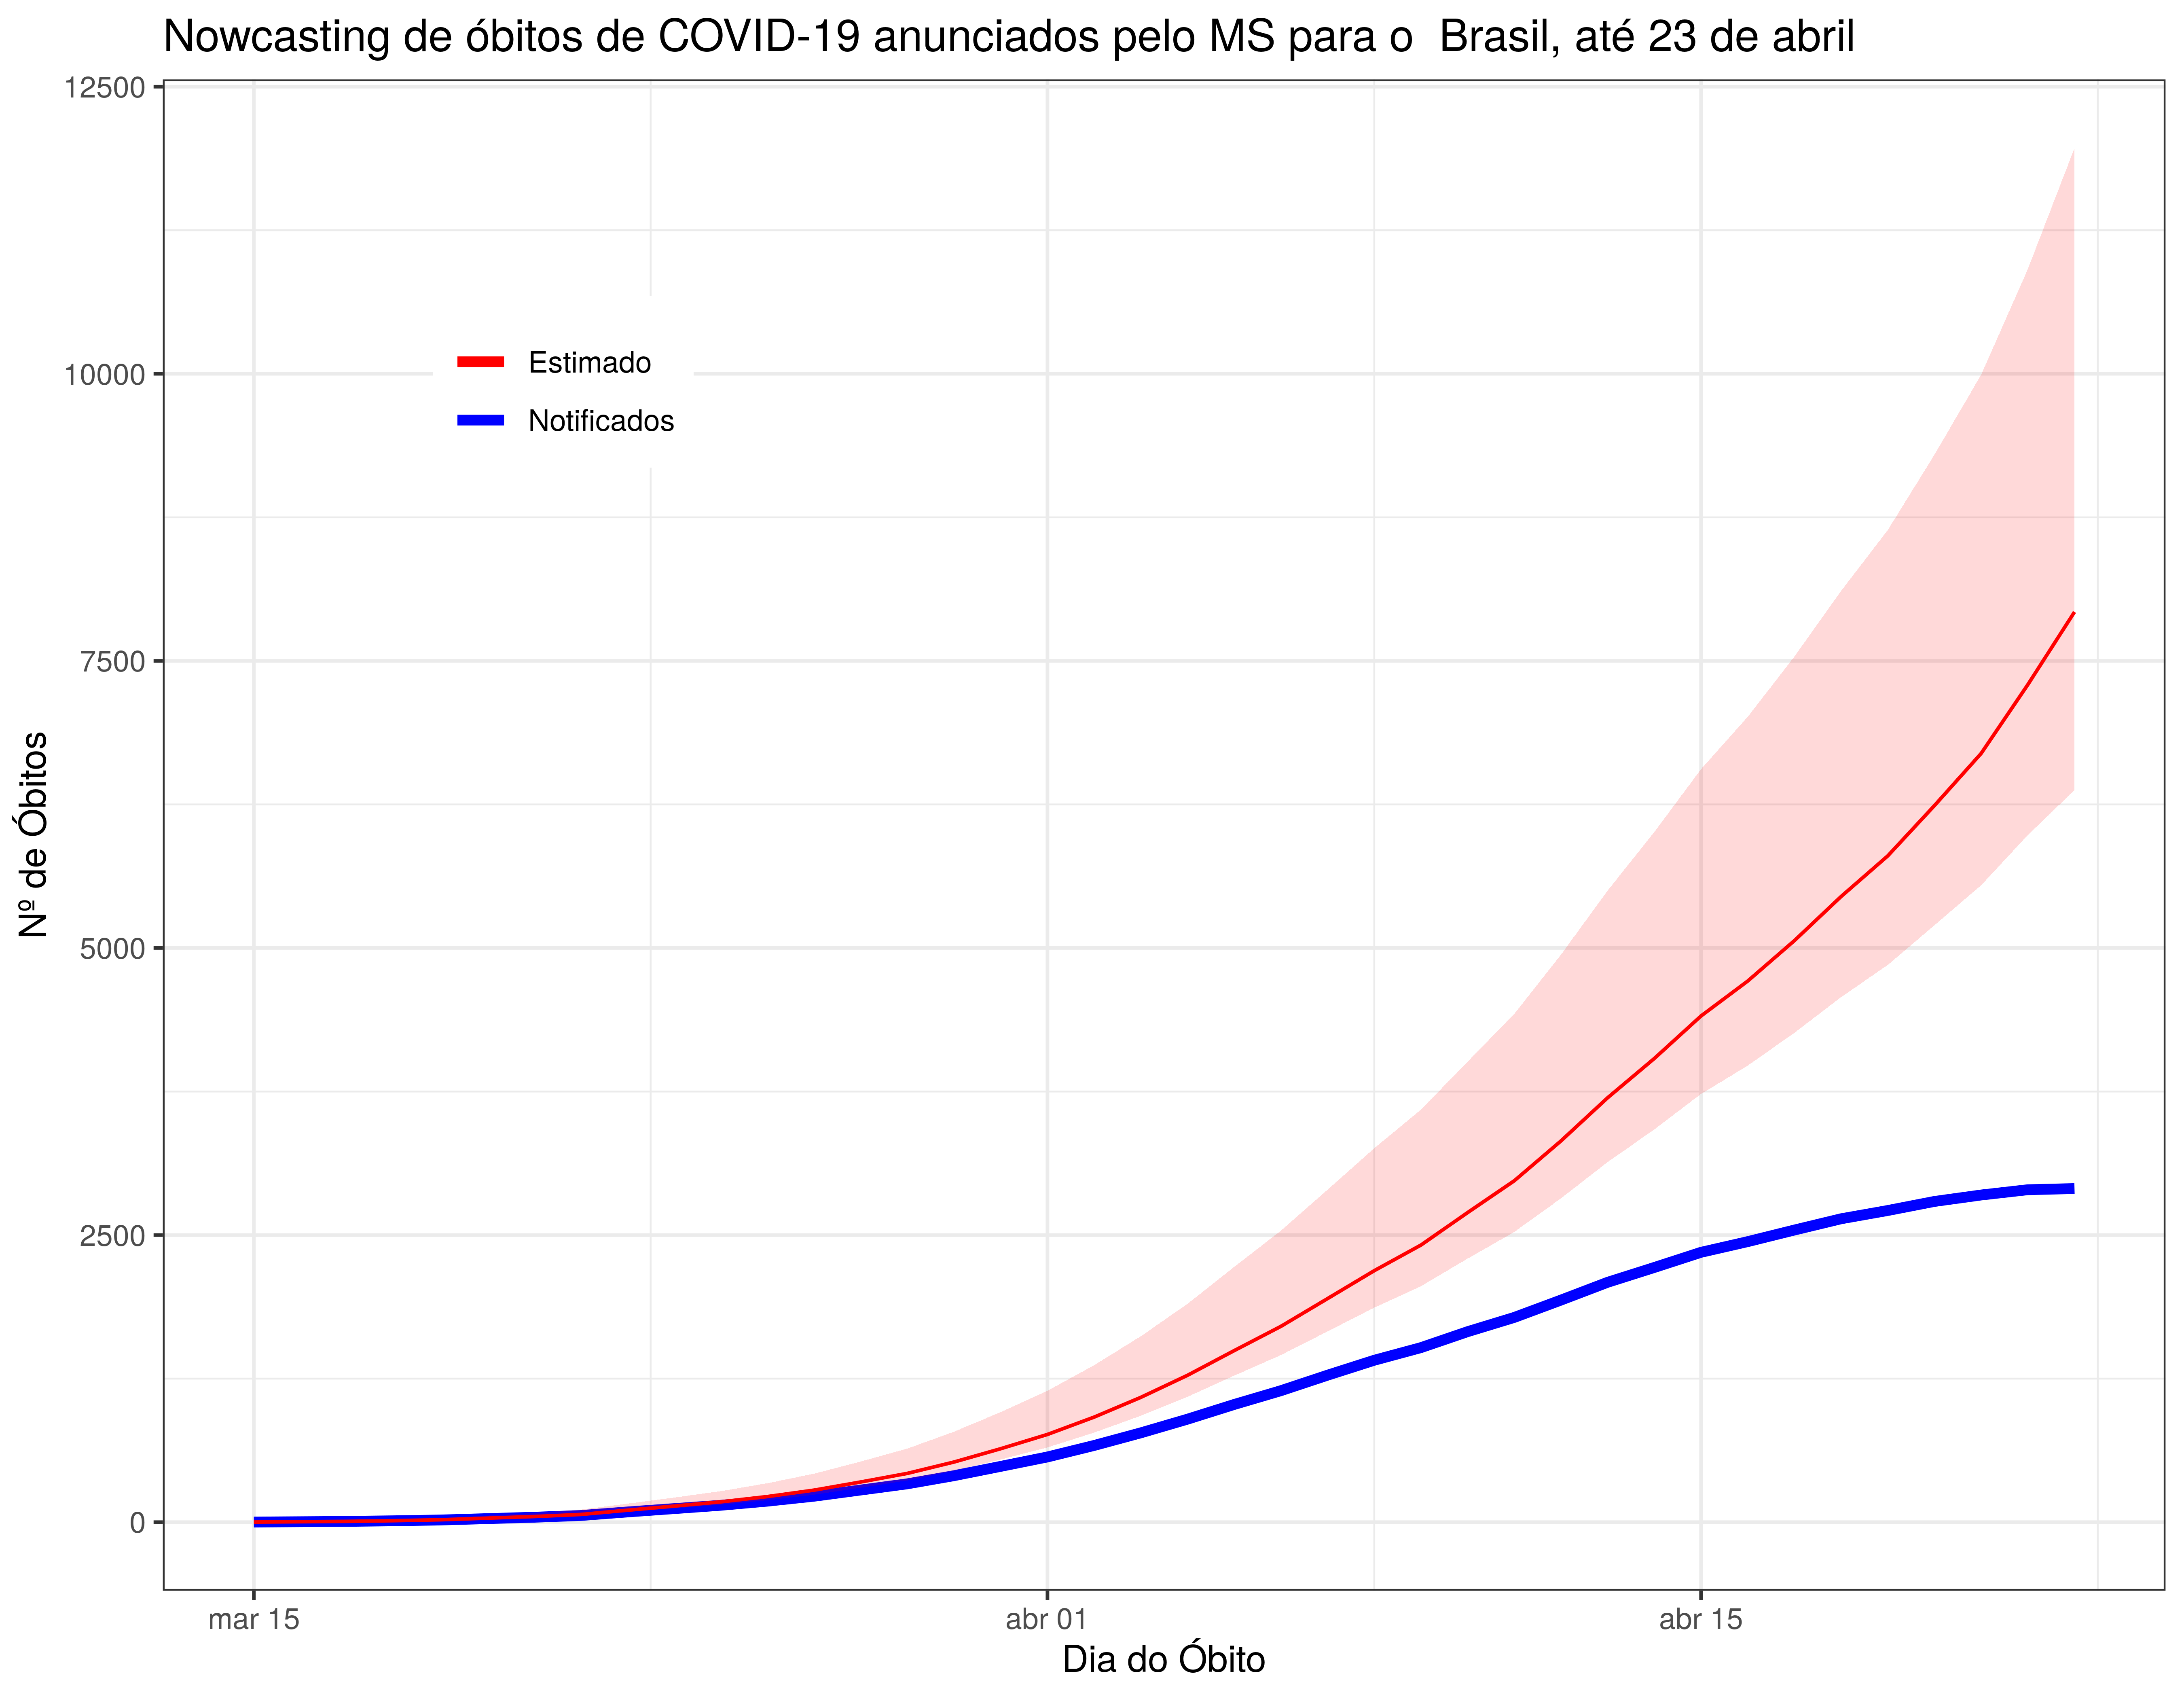 Nowcasting de óbitos de COVID-19 anunciados pelo MS para o  Brasil, até 23 de abril
12500
10000
7500
5000
2500
0
Nº de Óbitos
Estimado
Notificados
mar 15
abr 01
abr 15
Dia do Óbito